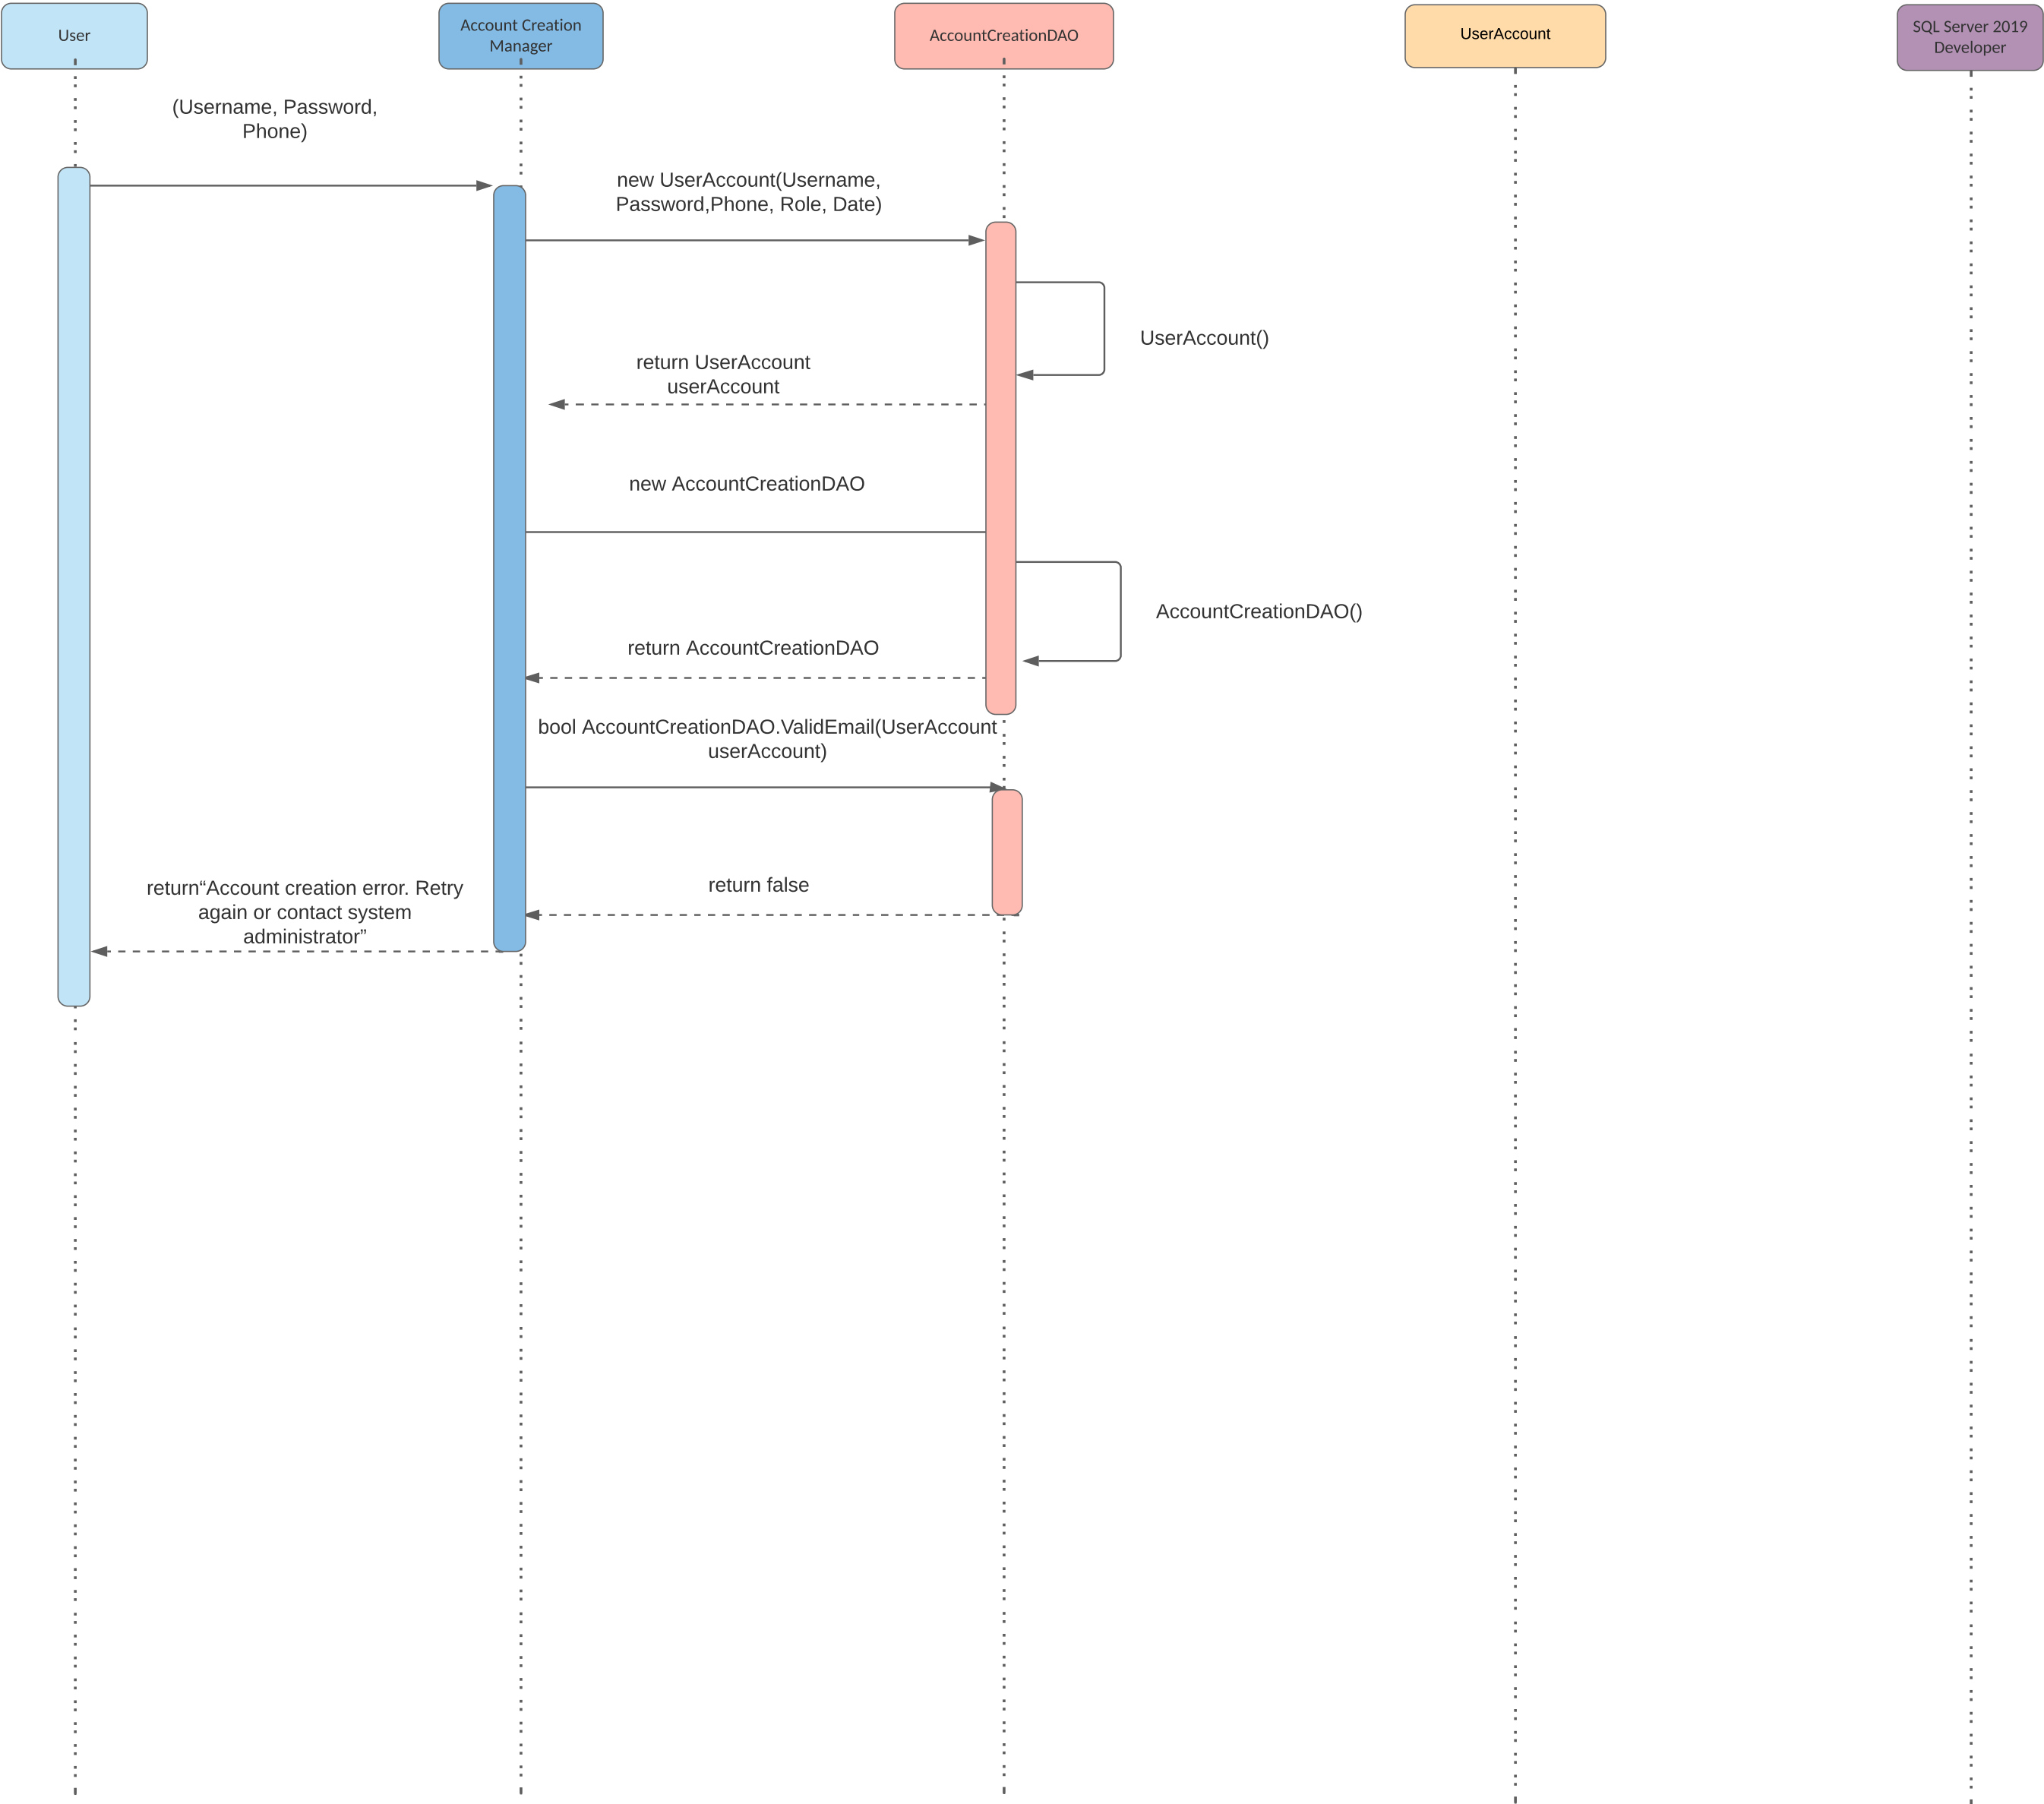 User
Account Creation
Manager
AccountCreationDAO
UserAccount
SQL Server 2019
Developer
(Username, Password,
Phone)
new UserAccount(Username,
Password,Phone, Role, Date)
UserAccount()
return UserAccount
userAccount
new AccountCreationDAO
AccountCreationDAO()
return AccountCreationDAO
bool AccountCreationDAO.ValidEmail(UserAccount
userAccount)
return false
return“Account creation error. Retry
again or contact system
administrator”